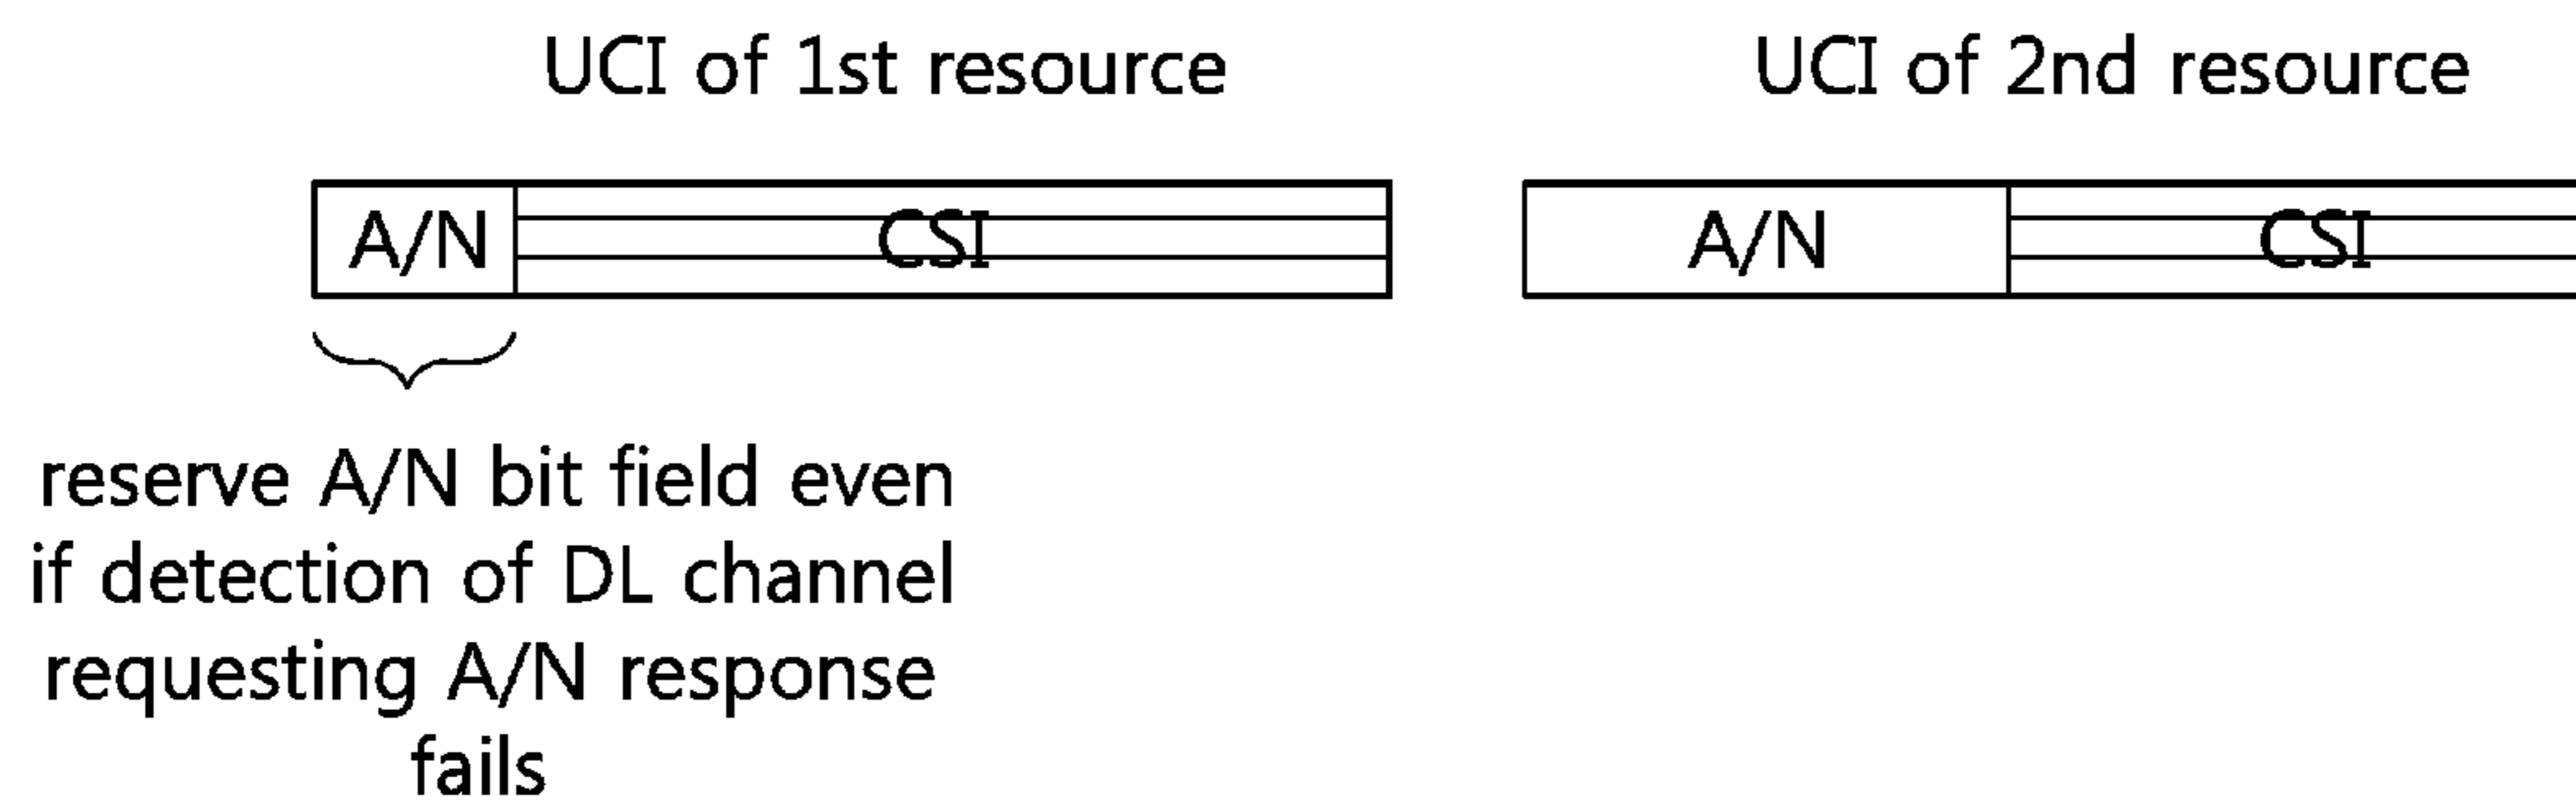 UCI of 1st resource
UCI of 2nd resource
A/N
CSI
A/N
CSI
reserve A/N bit field even
if detection of DL channel
requesting A/N response
fails